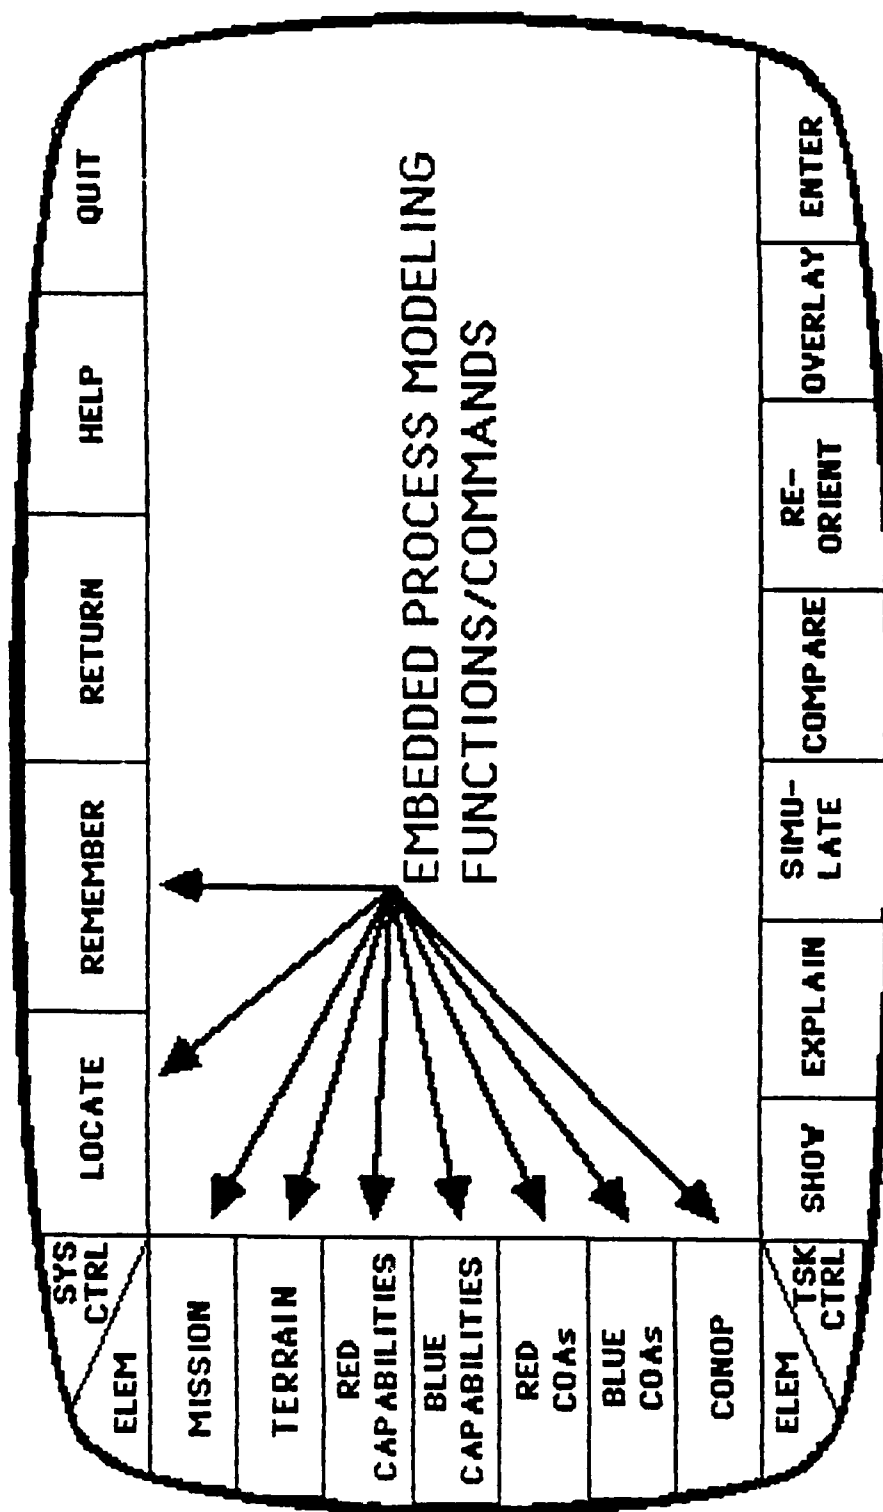 SYS
CTRL
ELEM
LOCATE
REMEMBER
RETURN
HELP
QUIT
MISSION
TERRAIN
RED
CAPABILITIES
BLUE
CAPABILITIES
RED
COAs
BLUE
COAs
CONOP
EMBEDDED PROCESS MODELING
FUNCTIONS/COMMANDS
ELEM
TSK
CTRL
SHOW
EXPLAIN
SIMU-
LATE
COMPARE
RE-
ORIENT
OVERLAY
ENTER